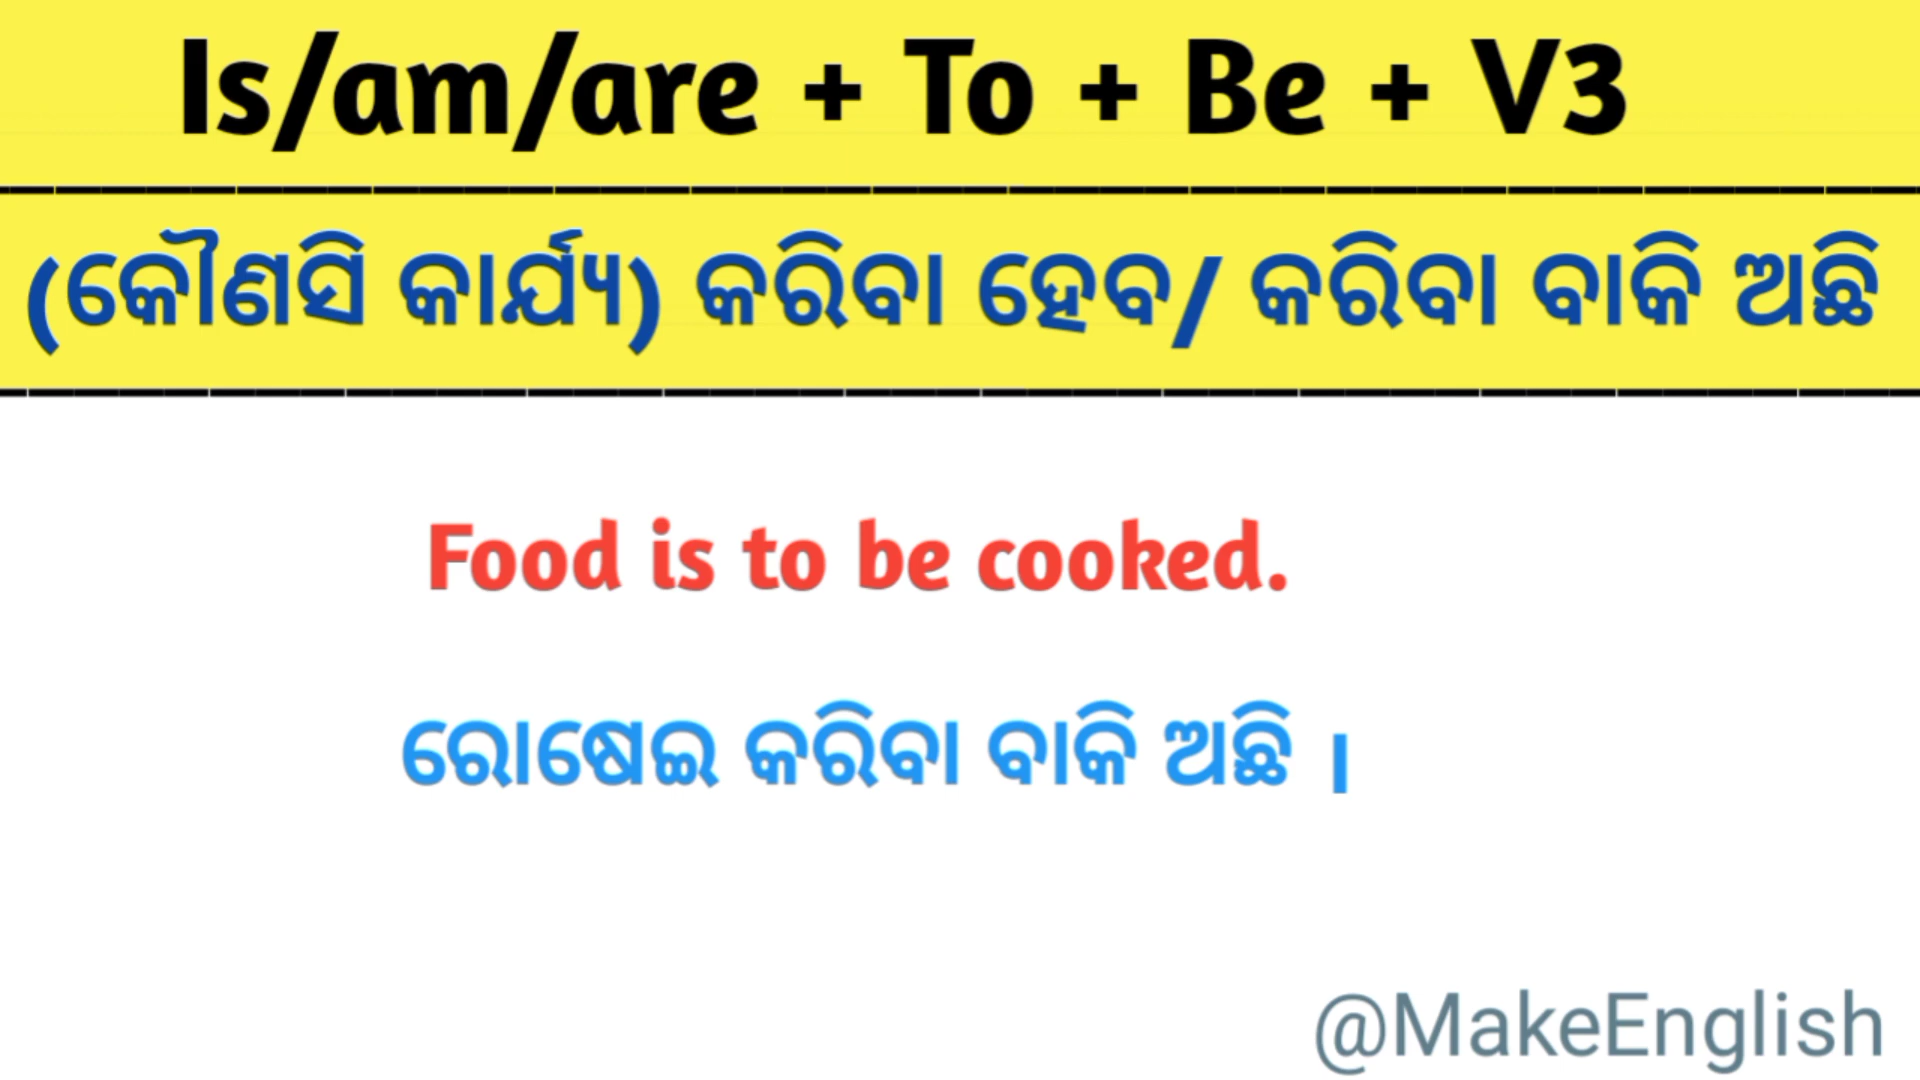 Is/am/are + To + Be + V3
(କୌଣସି କାର୍ଯ୍ୟ) କରିବା ହେବ/ କରିବା ବାକି ଅଛି
Food is to be cooked.
ରୋଷେଇ କରିବା ବାକି ଅଛି ।
@MakeEnglish